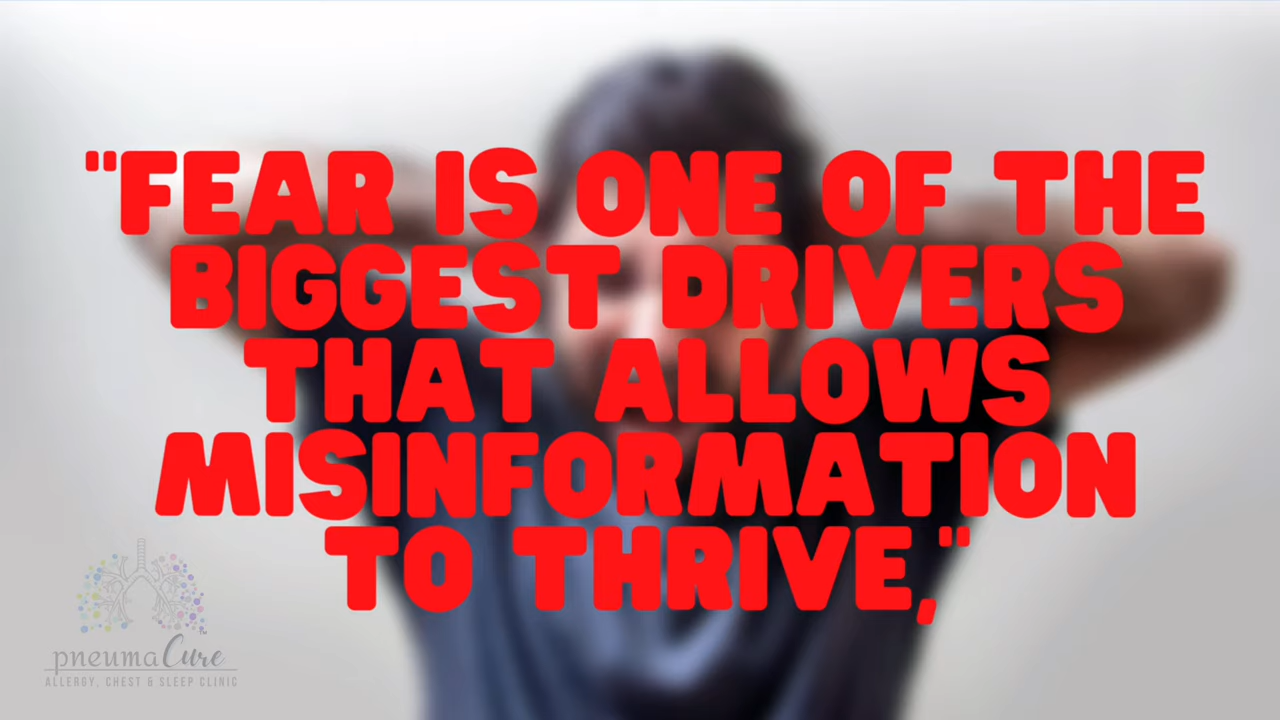 "FEAR IS ONE OF THE
BIGGEST DRIVERS
THAT ALLOWS
MISINFORMATION
TO THRIVE,"
pneumaCure
ALLERGY, CHEST & SLEEP CLINIC